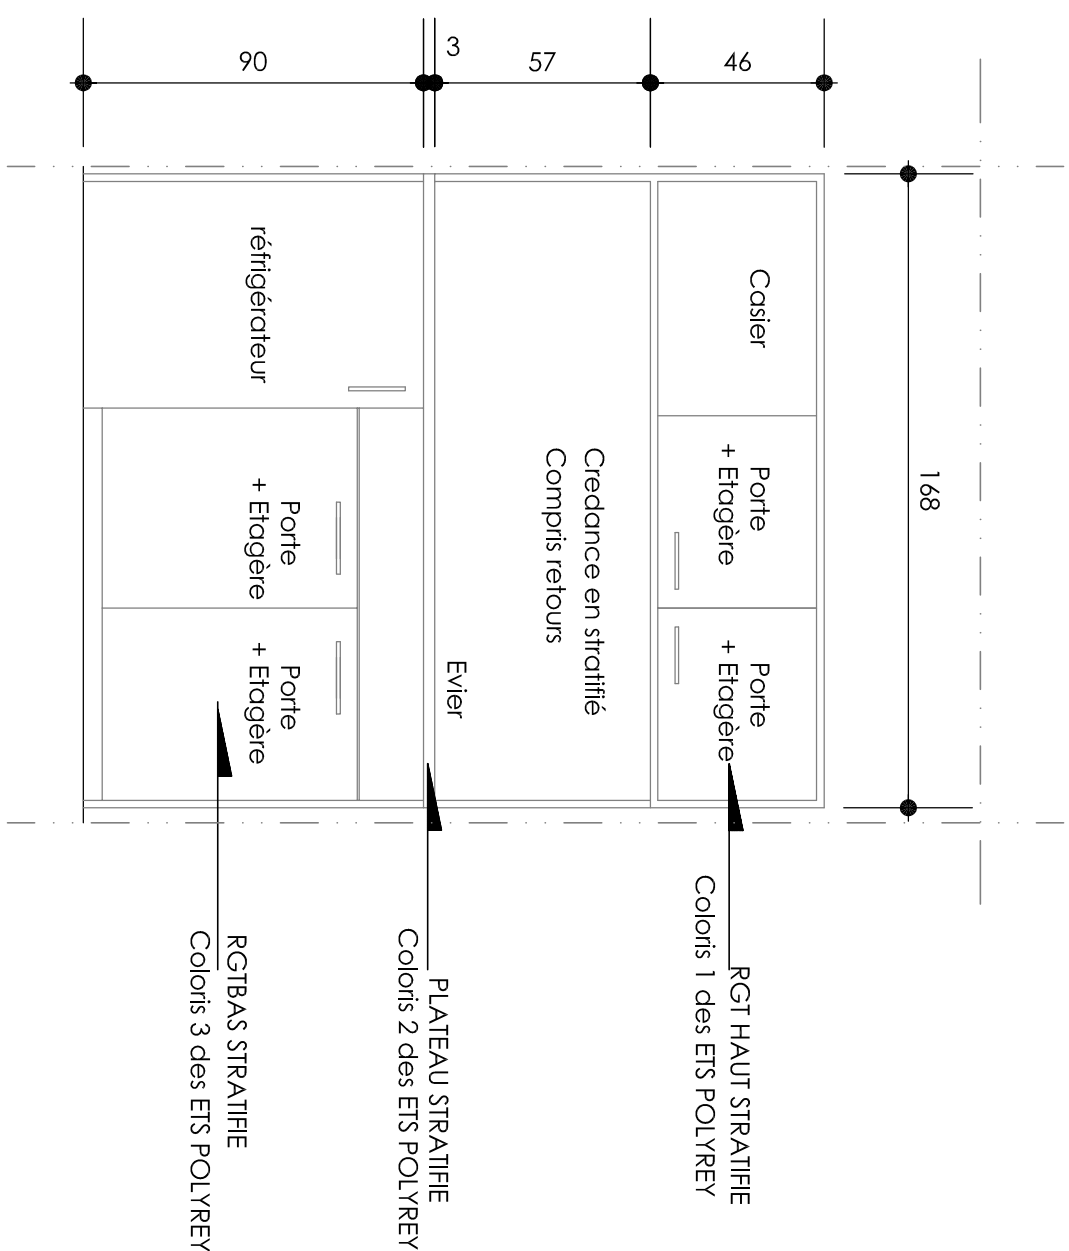 90
3
57
46
168
Casier
Porte
+ Etagère
Porte
+ Etagère
Credance en stratifié
Compris retours
Evier
réfrigérateur
Porte
+ Etagère
Porte
+ Etagère
RGT HAUT STRATIFIE
Coloris 1 des ETS POLYREY
PLATEAU STRATIFIE
Coloris 2 des ETS POLYREY
RGTBAS STRATIFIE
Coloris 3 des ETS POLYREY